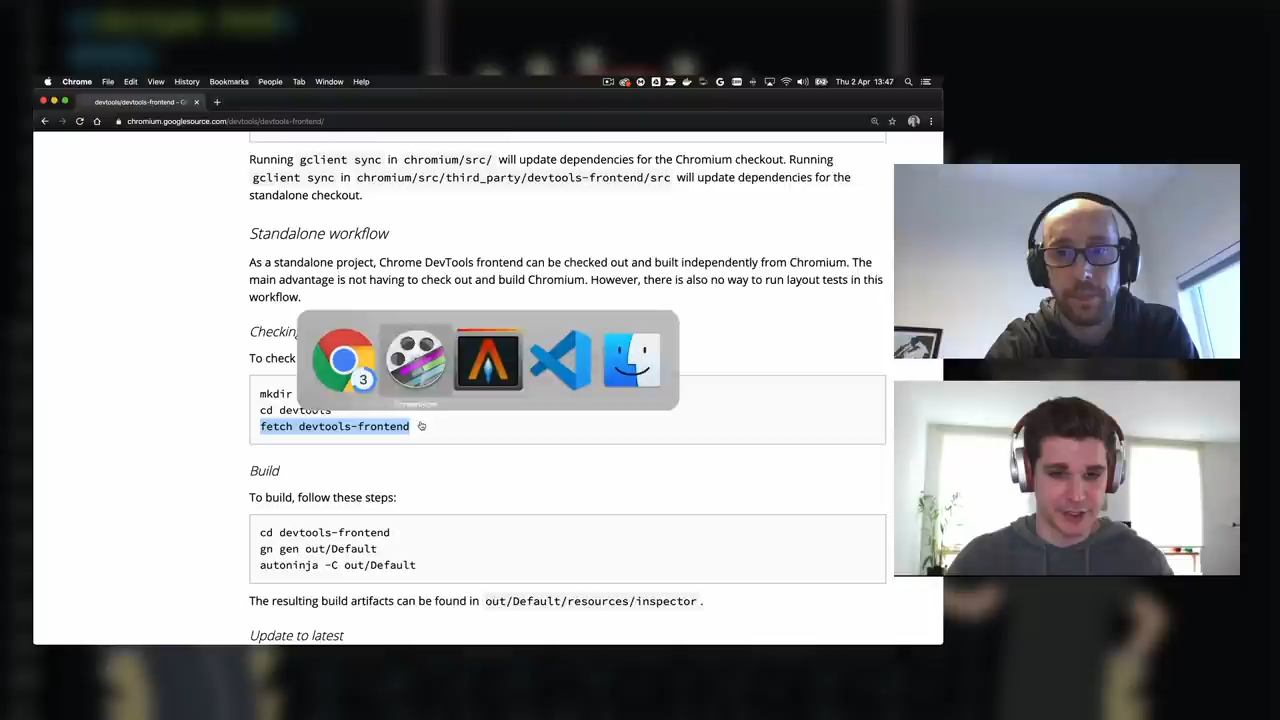 Chrome File Edit View History Bookmarks People Tab Window Help
Thu 2 Apr 13:47
devtools/devtools-frontend - G
chromium.googlesource.com/devtools/devtools-frontend/
Running gclient sync in chromium/src/ will update dependencies for the Chromium checkout. Running
gclient sync in chromium/src/third_party/devtools-frontend/src will update dependencies for the
standalone checkout.
Standalone workflow
As a standalone project, Chrome DevTools frontend can be checked out and built independently from Chromium. The
main advantage is not having to check out and build Chromium. However, there is also no way to run layout tests in this
workflow.
Checking
3
To check
mkdir
cd devtools
fetch devtools-frontend
Build
To build, follow these steps:
cd devtools-frontend
gn gen out/Default
autoninja -C out/Default
The resulting build artifacts can be found in out/Default/resources/inspector.
Update to latest